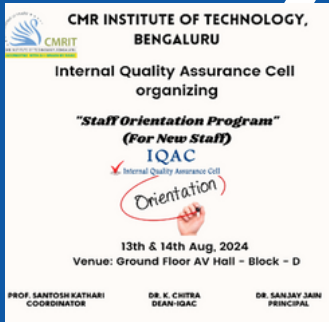 CMR INSTITUTE OF TECHNOLOGY,
BENGALURU
CMRIT
Internal Quality Assurance Cell
organizing
"Staff Orientation Program"
(For New Staff)
IQAC
Internal Quality Assurance Cell
Orientation
13th & 14th Aug, 2024
Venue: Ground Floor AV Hall - Block - D
PROF. SANTOSH KATHARI
COORDINATOR
DR. K. CHITRA
DEAN-IQAC
DR. SANJAY JAIN
PRINCIPAL